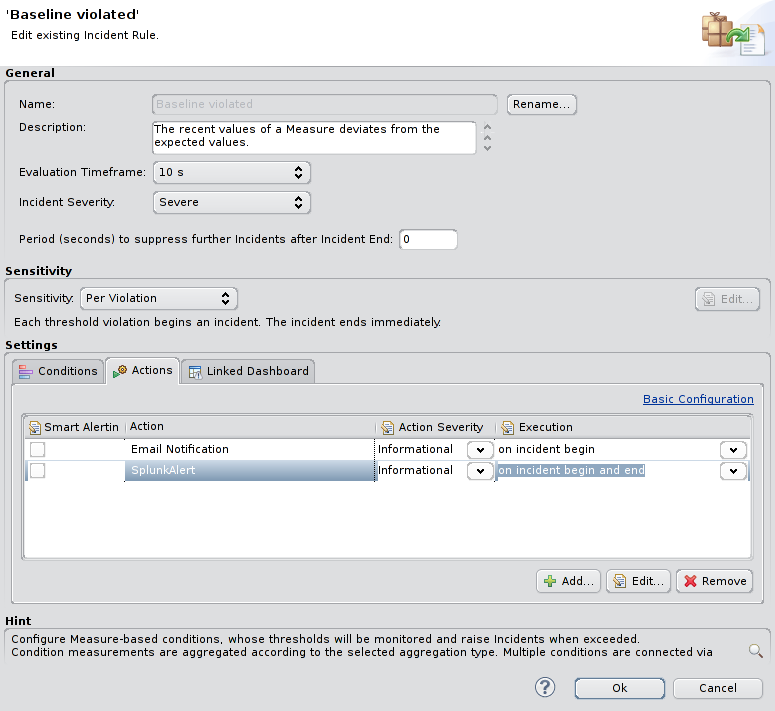 'Baseline violated'
Edit existing Incident Rule.
General
Name: Baseline violated Rename...
Description: The recent values of a Measure deviates from the
expected values.
Evaluation Timeframe: 10 s
Incident Severity: Severe
Period (seconds) to suppress further Incidents after Incident End: 0
Sensitivity
Sensitivity: Per Violation Edit...
Each threshold violation begins an incident. The incident ends immediately.
Settings
Conditions Actions Linked Dashboard
Basic Configuration
Smart Alertin Action Action Severity Execution
Email Notification Informational on incident begin
SplunkAlert Informational on incident begin and end
Add... Edit... Remove
Hint
Configure Measure-based conditions, whose thresholds will be monitored and raise Incidents when exceeded.
Condition measurements are aggregated according to the selected aggregation type. Multiple conditions are connected via
? Ok Cancel